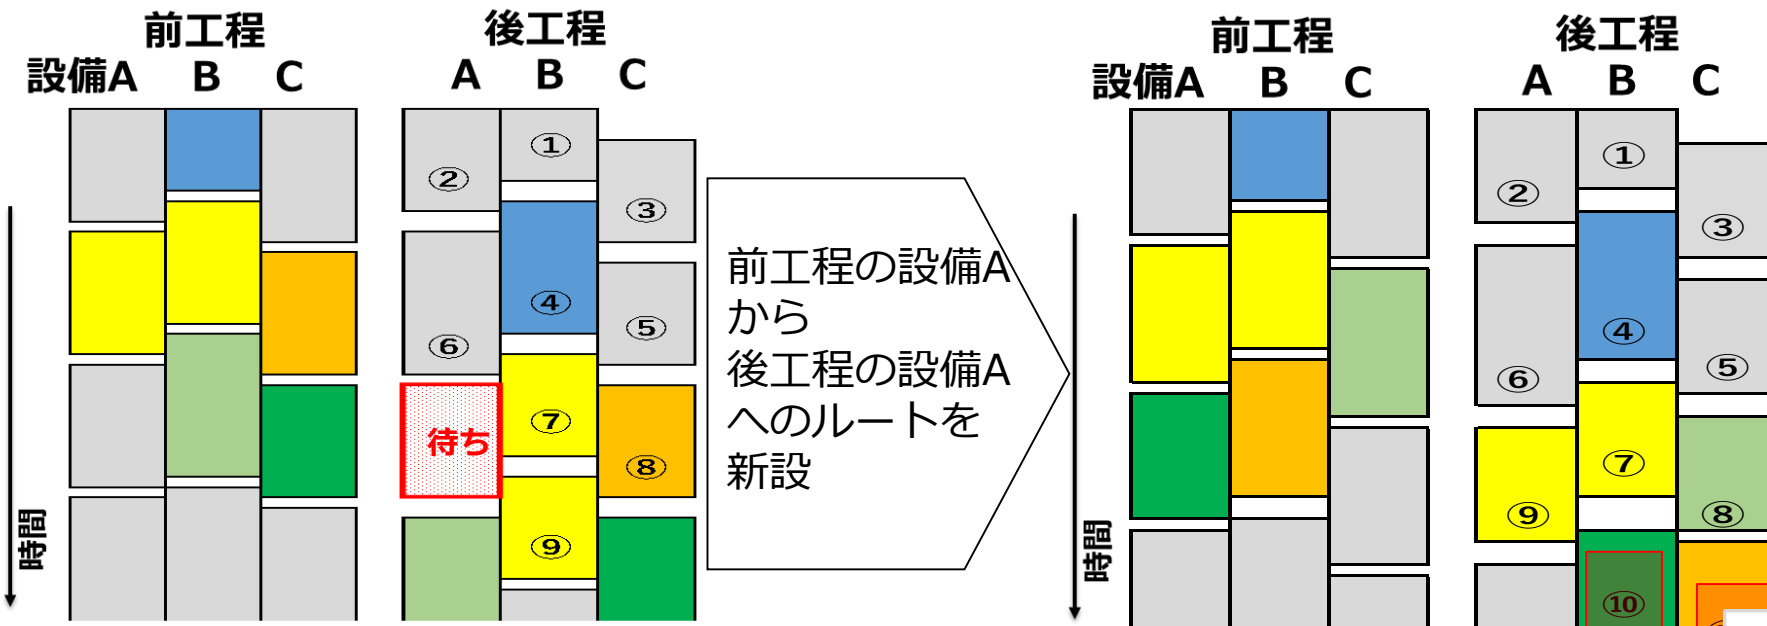 前工程
後工程
設備A B C
A B C
①
②
③
④
⑤
⑥
待ち
⑦
⑧
⑨
時間
前工程の設備A
から
後工程の設備A
へのルートを
新設
前工程
後工程
設備A B C
A B C
①
②
③
④
⑤
⑥
⑦
⑧
⑨
⑩
時間